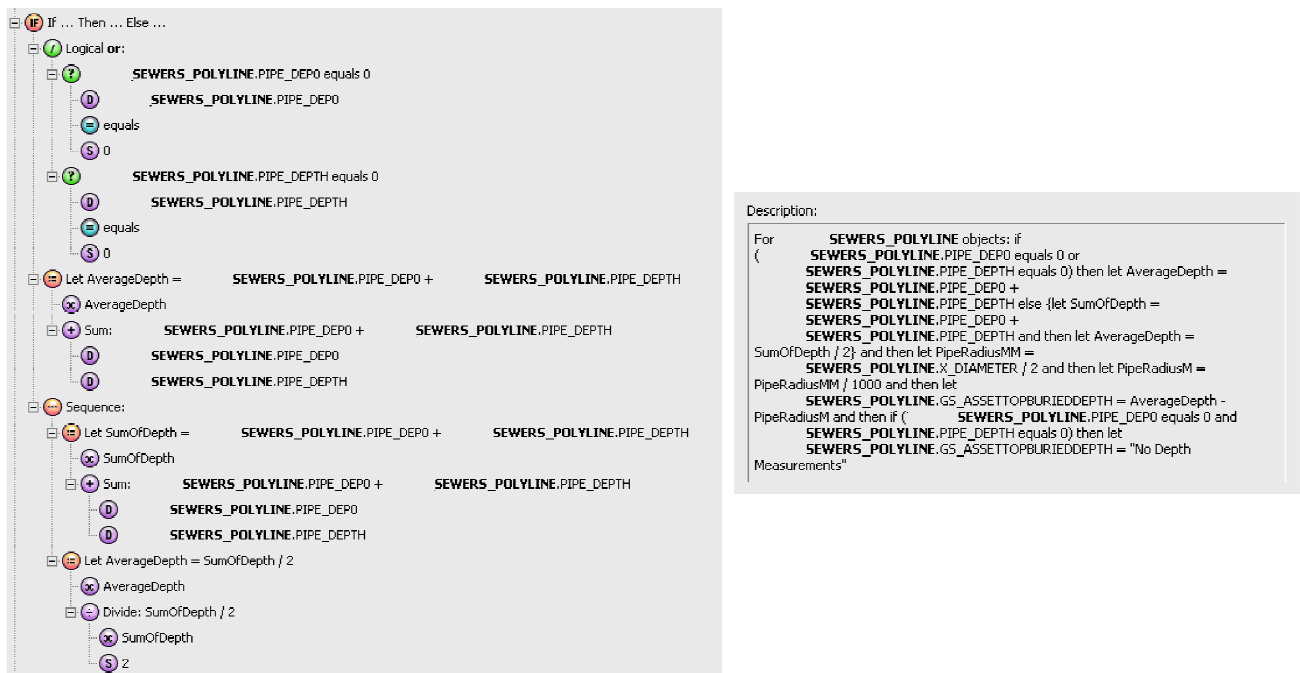 If ... Then ... Else ...
Logical or:
SEWERS_POLYLINE.PIPE_DEP0 equals 0
SEWERS_POLYLINE.PIPE_DEP0
equals
0
SEWERS_POLYLINE.PIPE_DEPTH equals 0
SEWERS_POLYLINE.PIPE_DEPTH
equals
0
Let AverageDepth = SEWERS_POLYLINE.PIPE_DEP0 + SEWERS_POLYLINE.PIPE_DEPTH
AverageDepth
Sum: SEWERS_POLYLINE.PIPE_DEP0 + SEWERS_POLYLINE.PIPE_DEPTH
SEWERS_POLYLINE.PIPE_DEP0
SEWERS_POLYLINE.PIPE_DEPTH
Sequence:
Let SumOfDepth = SEWERS_POLYLINE.PIPE_DEP0 + SEWERS_POLYLINE.PIPE_DEPTH
SumOfDepth
Sum: SEWERS_POLYLINE.PIPE_DEP0 + SEWERS_POLYLINE.PIPE_DEPTH
SEWERS_POLYLINE.PIPE_DEP0
SEWERS_POLYLINE.PIPE_DEPTH
Let AverageDepth = SumOfDepth / 2
AverageDepth
Divide: SumOfDepth / 2
SumOfDepth
2
Description:
For SEWERS_POLYLINE objects: if
( SEWERS_POLYLINE.PIPE_DEP0 equals 0 or
SEWERS_POLYLINE.PIPE_DEPTH equals 0) then let AverageDepth =
SEWERS_POLYLINE.PIPE_DEP0 +
SEWERS_POLYLINE.PIPE_DEPTH else {let SumOfDepth =
SEWERS_POLYLINE.PIPE_DEP0 +
SEWERS_POLYLINE.PIPE_DEPTH and then let AverageDepth =
SumOfDepth / 2} and then let PipeRadiusMM =
SEWERS_POLYLINE.X_DIAMETER / 2 and then let PipeRadiusM =
PipeRadiusMM / 1000 and then let
SEWERS_POLYLINE.GS_ASSETTOPBURIEDDEPTH = AverageDepth -
PipeRadiusM and then if ( SEWERS_POLYLINE.PIPE_DEP0 equals 0 and
SEWERS_POLYLINE.PIPE_DEPTH equals 0) then let
SEWERS_POLYLINE.GS_ASSETTOPBURIEDDEPTH = "No Depth
Measurements"